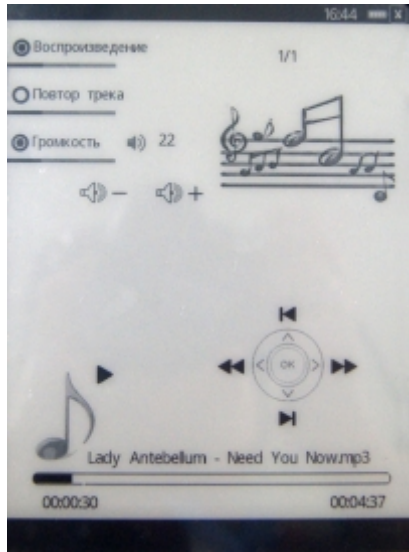 16:44
Воспроизведение
1/1
Повтор трека
Громкость 22
OK
Lady Antebellum - Need You Now.mp3
00:00:30 00:04:37